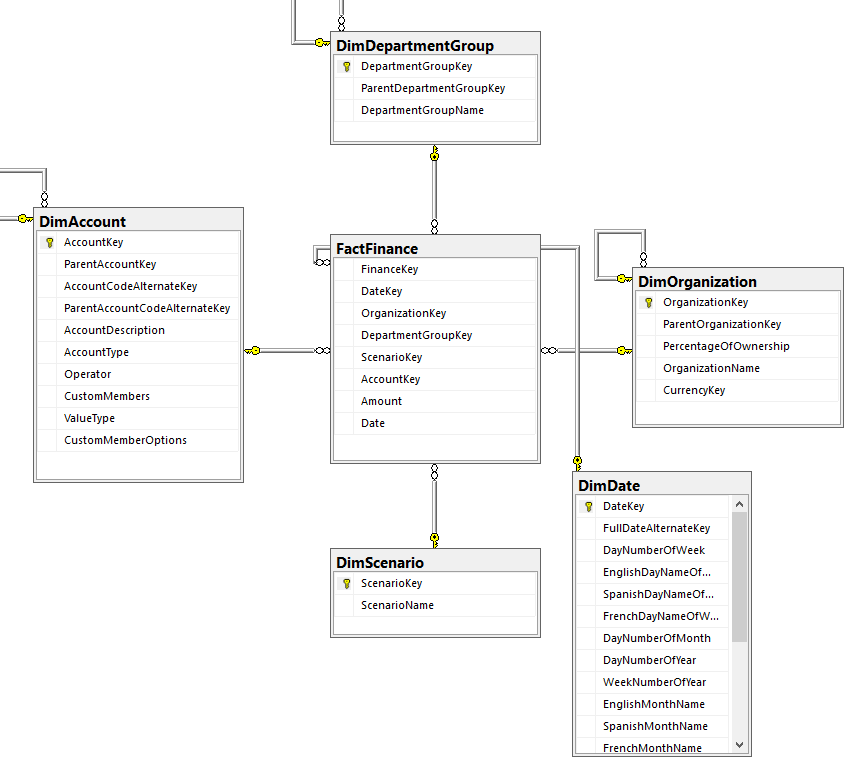 DimDepartmentGroup
DepartmentGroupKey
ParentDepartmentGroupKey
DepartmentGroupName
DimAccount
AccountKey
ParentAccountKey
AccountCodeAlternateKey
ParentAccountCodeAlternateKey
AccountDescription
AccountType
Operator
CustomMembers
ValueType
CustomMemberOptions
FactFinance
FinanceKey
DateKey
OrganizationKey
DepartmentGroupKey
ScenarioKey
AccountKey
Amount
Date
DimOrganization
OrganizationKey
ParentOrganizationKey
PercentageOfOwnership
OrganizationName
CurrencyKey
DimScenario
ScenarioKey
ScenarioName
DimDate
DateKey
FullDateAlternateKey
DayNumberOfWeek
EnglishDayNameOf...
SpanishDayNameOf...
FrenchDayNameOfW...
DayNumberOfMonth
DayNumberOfYear
WeekNumberOfYear
EnglishMonthName
SpanishMonthName
FrenchMonthName